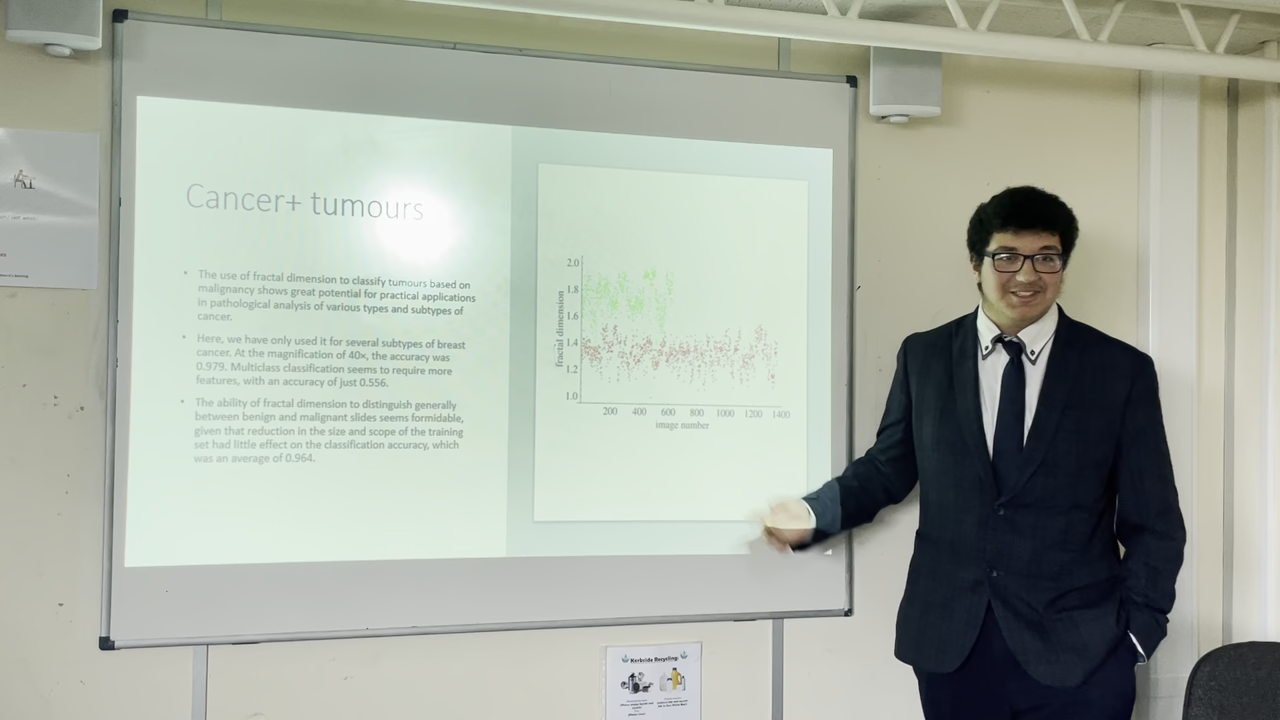 Cancer+ tumours
• The use of fractal dimension to classify tumours based on
malignancy shows great potential for practical applications
in pathological analysis of various types and subtypes of
cancer.
• Here, we have only used it for several subtypes of breast
cancer. At the magnification of 40x, the accuracy was
0.979. Multiclass classification seems to require more
features, with an accuracy of just 0.556.
• The ability of fractal dimension to distinguish generally
between benign and malignant slides seems formidable,
given that reduction in the size and scope of the training
set had little effect on the classification accuracy, which
was an average of 0.964.
fractal dimension
2.0
1.8
1.6
1.4
1.2
1.0
200 400 600 800 1000 1200 1400
image number
Kerbside Recycling